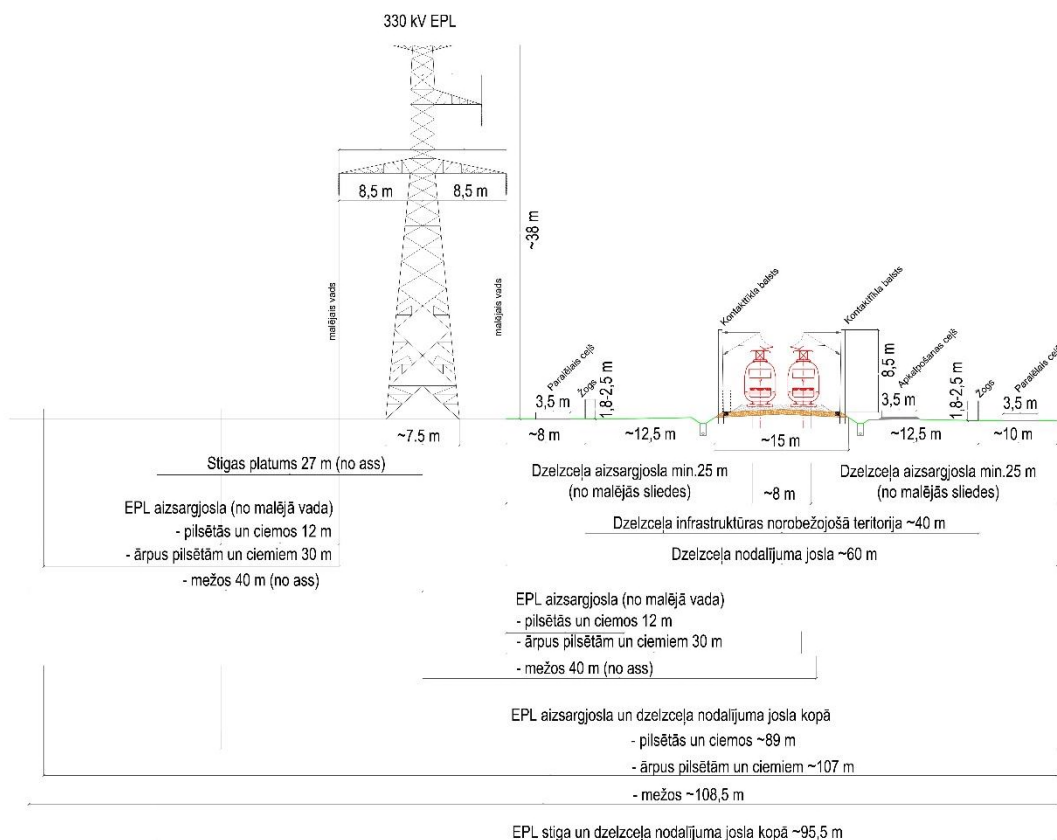 330 kV EPL
8,5 m
8,5 m
~38 m
malējais vads
malējais vads
Kontakttīkla balsts
Kontakttīkla balsts
Paralēlais ceļš
Žogs
1,8-2,5 m
3,5 m
8,5 m
Apkalpošanas ceļš
3,5 m
1,8-2,5 m
Žogs
Paralēlais ceļš
3,5 m
~7.5 m
~8 m
~12,5 m
~15 m
~12,5 m
~10 m
Stigas platums 27 m (no ass)
Dzelzceļa aizsargjosla min.25 m
(no malējās sliedes)
~8 m
Dzelzceļa aizsargjosla min.25 m
(no malējās sliedes)
EPL aizsargjosla (no malējā vada)
- pilsētās un ciemos 12 m
- ārpus pilsētām un ciemiem 30 m
- mežos 40 m (no ass)
Dzelzceļa infrastruktūras norobežojošā teritorija ~40 m
Dzelzceļa nodalījuma josla ~60 m
EPL aizsargjosla (no malējā vada)
- pilsētās un ciemos 12 m
- ārpus pilsētām un ciemiem 30 m
- mežos 40 m (no ass)
EPL aizsargjosla un dzelzceļa nodalījuma josla kopā
- pilsētās un ciemos ~89 m
- ārpus pilsētām un ciemiem ~107 m
- mežos ~108,5 m
EPL stiga un dzelzceļa nodalījuma josla kopā ~95,5 m